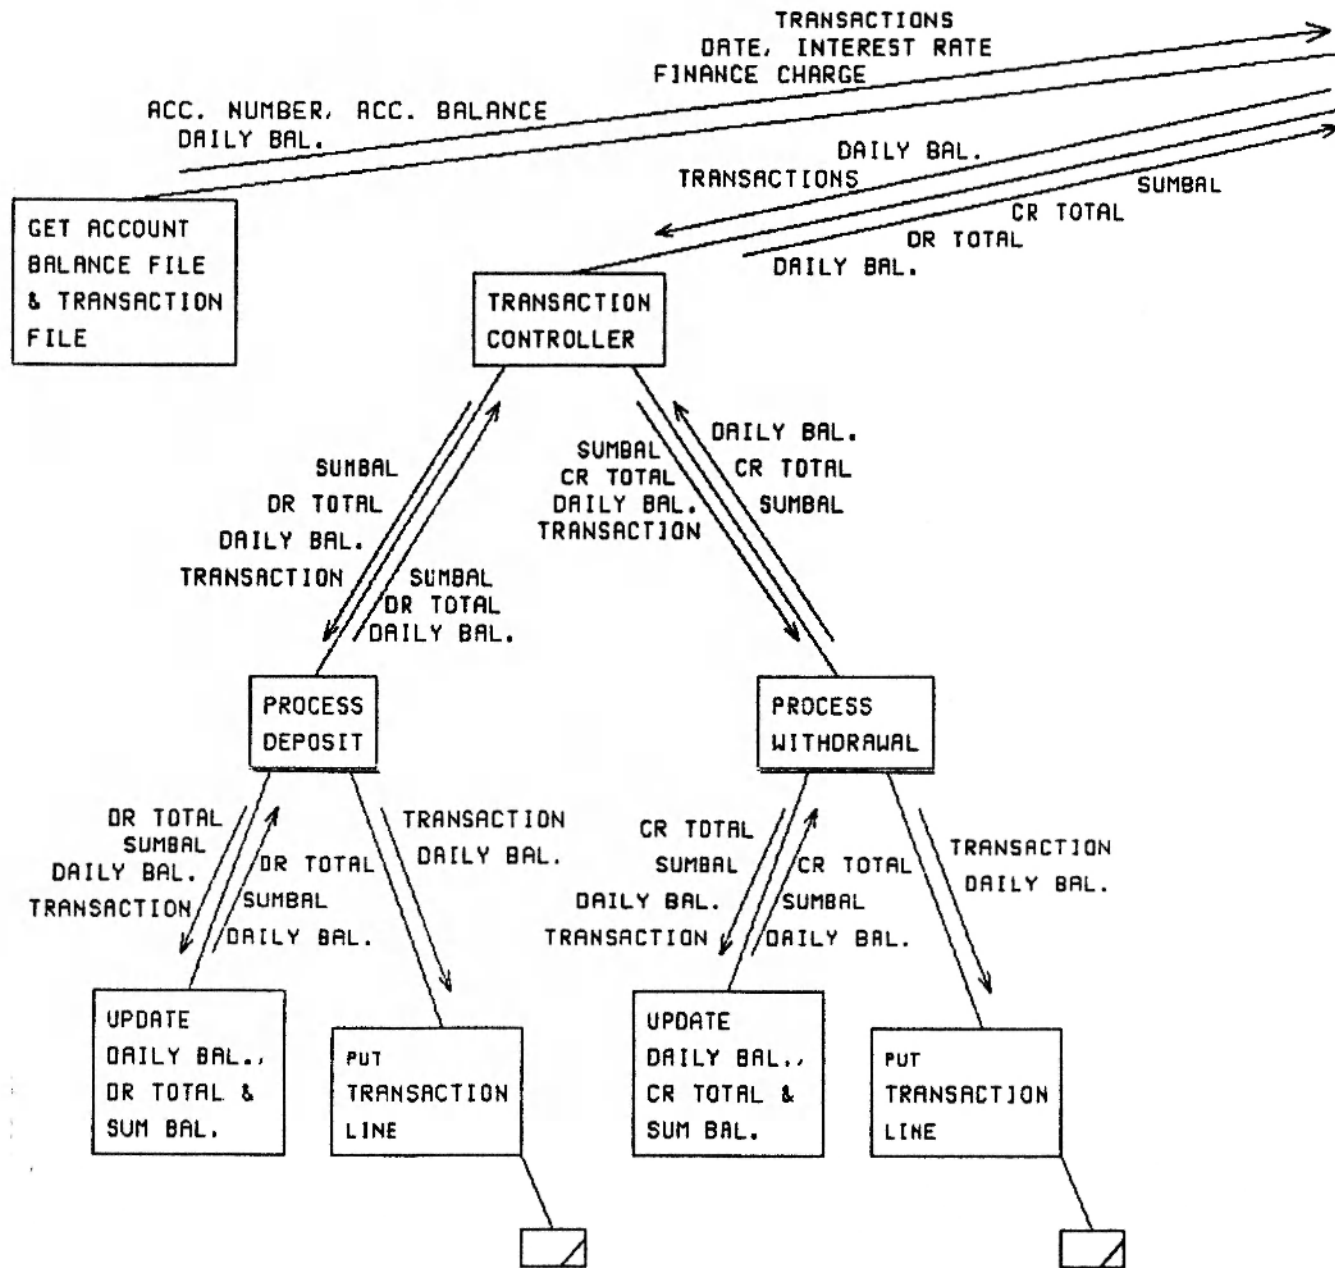 TRANSACTIONS
DATE, INTEREST RATE
FINANCE CHARGE
ACC. NUMBER, ACC. BALANCE
DAILY BAL.
DAILY BAL.
TRANSACTIONS
SUMBAL
CR TOTAL
DR TOTAL
DAILY BAL.
GET ACCOUNT
BALANCE FILE
& TRANSACTION
FILE
TRANSACTION
CONTROLLER
SUMBAL
DR TOTAL
DAILY BAL.
TRANSACTION
SUMBAL
DR TOTAL
DAILY BAL.
SUMBAL
CR TOTAL
DAILY BAL.
TRANSACTION
DAILY BAL.
CR TOTAL
SUMBAL
PROCESS
DEPOSIT
PROCESS
WITHDRAWAL
DR TOTAL
SUMBAL
DAILY BAL.
TRANSACTION
DR TOTAL
SUMBAL
DAILY BAL.
TRANSACTION
DAILY BAL.
CR TOTAL
SUMBAL
DAILY BAL.
TRANSACTION
CR TOTAL
SUMBAL
DAILY BAL.
TRANSACTION
DAILY BAL.
UPDATE
DAILY BAL.,
DR TOTAL &
SUM BAL.
PUT
TRANSACTION
LINE
UPDATE
DAILY BAL.,
CR TOTAL &
SUM BAL.
PUT
TRANSACTION
LINE